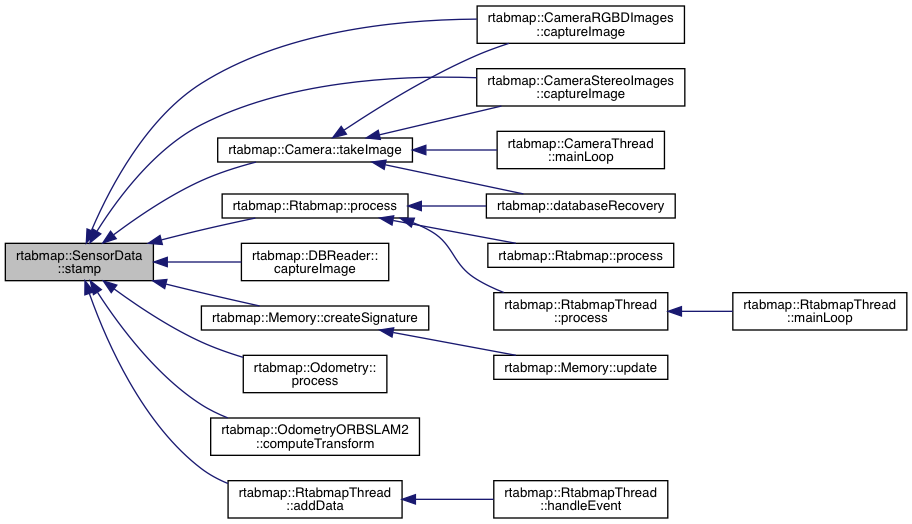 rtabmap::CameraRGBDImages
::captureImage
rtabmap::CameraStereoImages
::captureImage
rtabmap::Camera::takeImage
rtabmap::CameraThread
::mainLoop
rtabmap::Rtabmap::process
rtabmap::databaseRecovery
rtabmap::SensorData
::stamp
rtabmap::DBReader::
captureImage
rtabmap::Rtabmap::process
rtabmap::RtabmapThread
::process
rtabmap::RtabmapThread
::mainLoop
rtabmap::Memory::createSignature
rtabmap::Memory::update
rtabmap::Odometry::
process
rtabmap::OdometryORBSLAM2
::computeTransform
rtabmap::RtabmapThread
::addData
rtabmap::RtabmapThread
::handleEvent